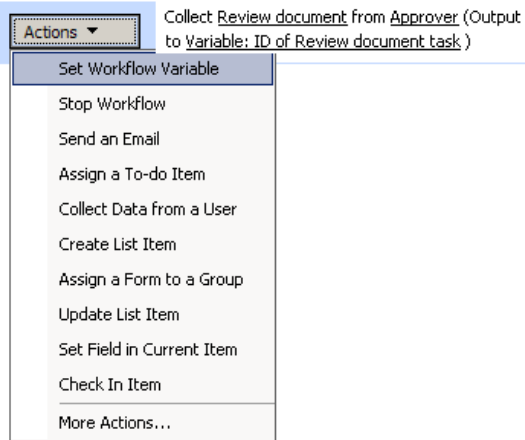 Actions
Collect Review document from Approver (Output
to Variable: ID of Review document task )
Set Workflow Variable
Stop Workflow
Send an Email
Assign a To-do Item
Collect Data from a User
Create List Item
Assign a Form to a Group
Update List Item
Set Field in Current Item
Check In Item
More Actions...